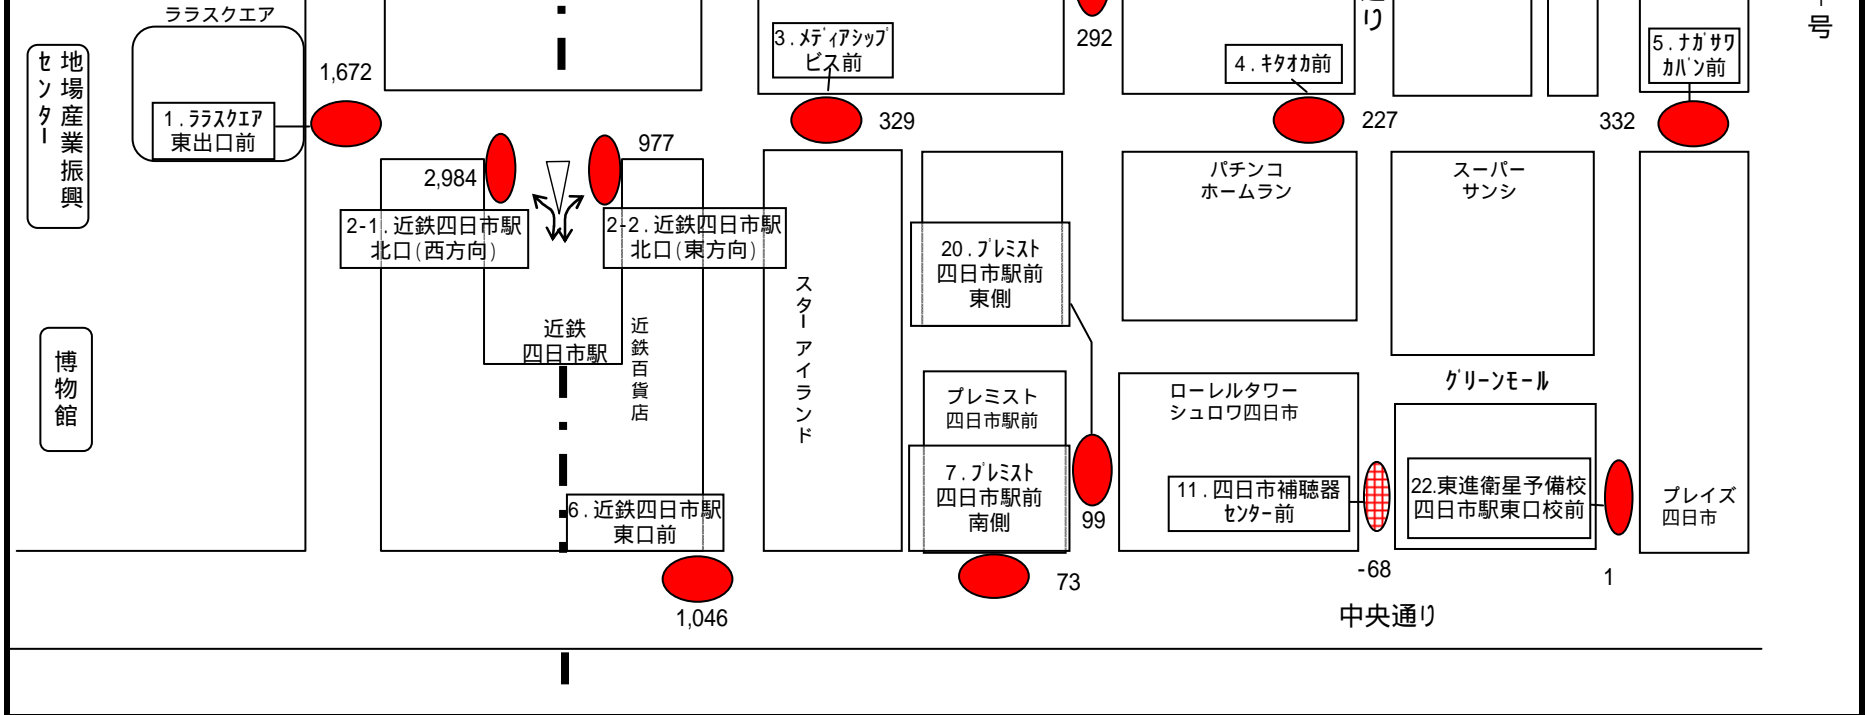 ララスクエア
地場産業振興
センター
1,672
1.ララスクエア
東出口前
3.メディアシップ
ビス前
329
292
通り
4.キタオカ前
227
5.ナガサワ
カバン前
332
号
2,984
977
2-1.近鉄四日市駅
北口(西方向)
2-2.近鉄四日市駅
北口(東方向)
近鉄
四日市駅
近鉄百貨店
スターアイランド
20.プレミスト
四日市駅前
東側
パチンコ
ホームラン
スーパー
サンシ
博物館
グリーンモール
プレミスト
四日市駅前
7.プレミスト
四日市駅前
南側
99
73
ローレルタワー
シュロワ四日市
11.四日市補聴器
センター前
-68
22.東進衛星予備校
四日市駅東口校前
1
プレイズ
四日市
6.近鉄四日市駅
東口前
1,046
中央通り